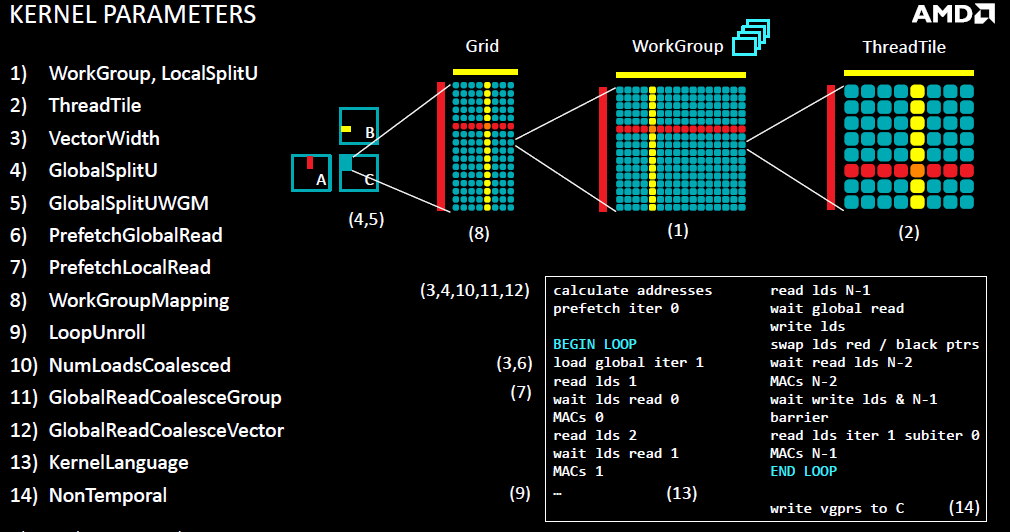 KERNEL PARAMETERS
AMD
1) WorkGroup, LocalSplitU
2) ThreadTile
3) VectorWidth
4) GlobalSplitU
5) GlobalSplitUWGM
6) PrefetchGlobalRead
7) PrefetchLocalRead
8) WorkGroupMapping
9) LoopUnroll
10) NumLoadsCoalesced
11) GlobalReadCoalesceGroup
12) GlobalReadCoalesceVector
13) KernelLanguage
14) NonTemporal
Grid
WorkGroup
ThreadTile
B
A
C
(4,5)
(8)
(1)
(2)
(3,4,10,11,12)
(3,6)
(7)
(9)
calculate addresses
prefetch iter 0
BEGIN LOOP
load global iter 1
read lds 1
wait lds read 0
MACs 0
read lds 2
wait lds read 1
MACs 1
…
(13)
read lds N-1
wait global read
write lds
swap lds red / black ptrs
wait read lds N-2
MACs N-2
wait write lds & N-1
barrier
read lds iter 1 subiter 0
MACs N-1
END LOOP
write vgprs to C
(14)